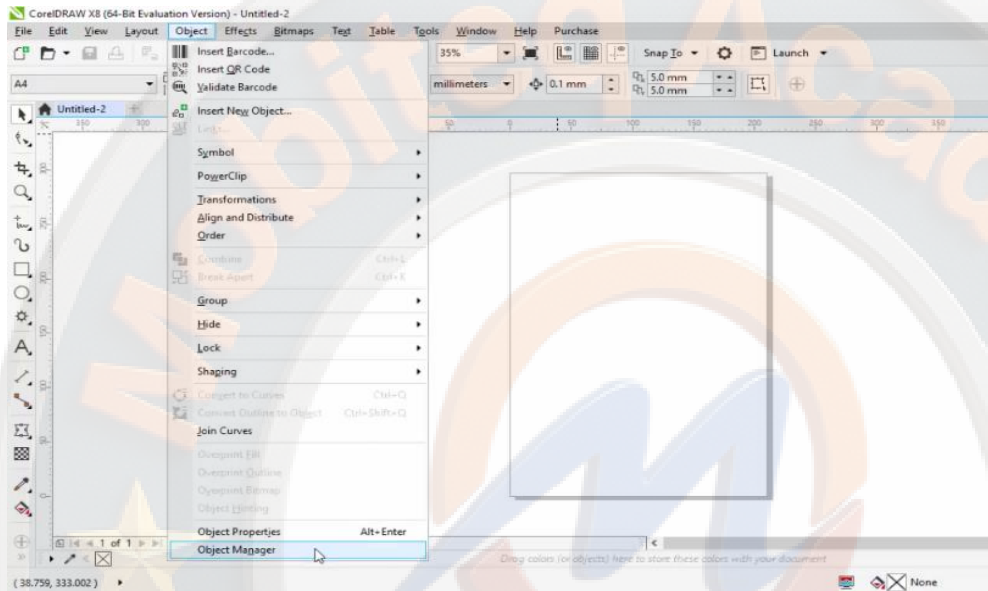 CorelDRAW X8 (64-Bit Evaluation Version) - Untitled-2
File Edit View Layout Object Effects Bitmaps Text Table Tools Window Help Purchase
35% Snap To Launch
A4 millimeters 0.1 mm 5.0 mm
5.0 mm
Untitled-2
Insert Barcode...
Insert QR Code
Validate Barcode
Insert New Object...
Links...
Symbol
PowerClip
Transformations
Align and Distribute
Order
Combine Ctrl+L
Break Apart Ctrl+K
Group
Hide
Lock
Shaping
Convert to Curves Ctrl+Q
Convert Outline to Object Ctrl+Shift+Q
Join Curves
Overprint Fill
Overprint Outline
Overprint Bitmap
Object Hinting
Object Properties Alt+Enter
Object Manager
1 of 1
Drag colors (or objects) here to store these colors with your document
(38.759, 333.002) None